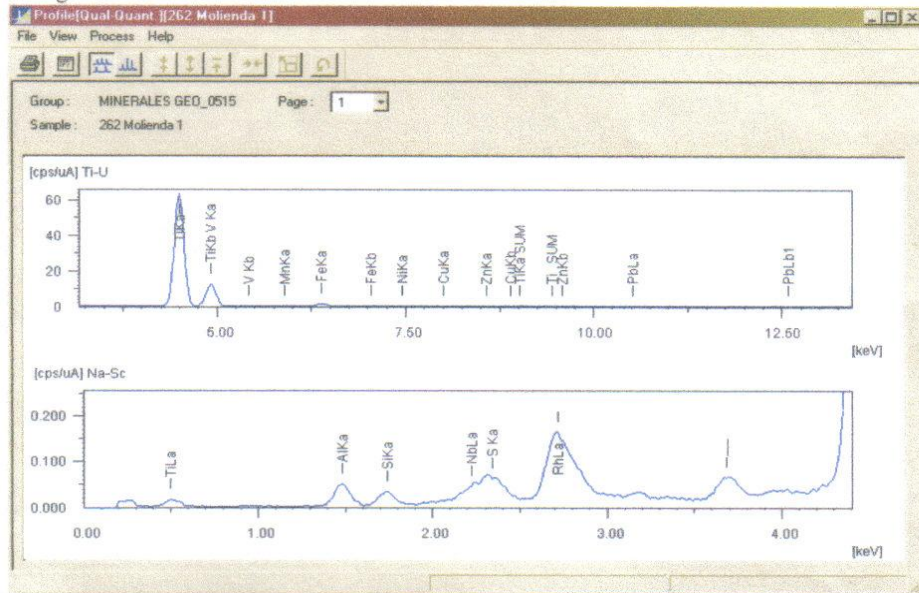 Profile[Qual-Quant ][262 Molienda 1]
File View Process Help
Group : MINERALES GEO_0515 Page : 1
Sample : 262 Molienda 1
[cps/uA] Ti-U
60
40
20
0
TiKa
TiKb V Ka
V Kb
MnKa
FeKa
FeKb
NiKa
CuKa
ZnKa
CuKb
TiKa SUM
Ti SUM
ZnKb
PbLa
PbLb1
5.00 7.50 10.00 12.50
[keV]
[cps/uA] Na-Sc
0.200
0.100
0.000
TiLa
AlKa
SiKa
NbLa
S Ka
RhLa
0.00 1.00 2.00 3.00 4.00
[keV]